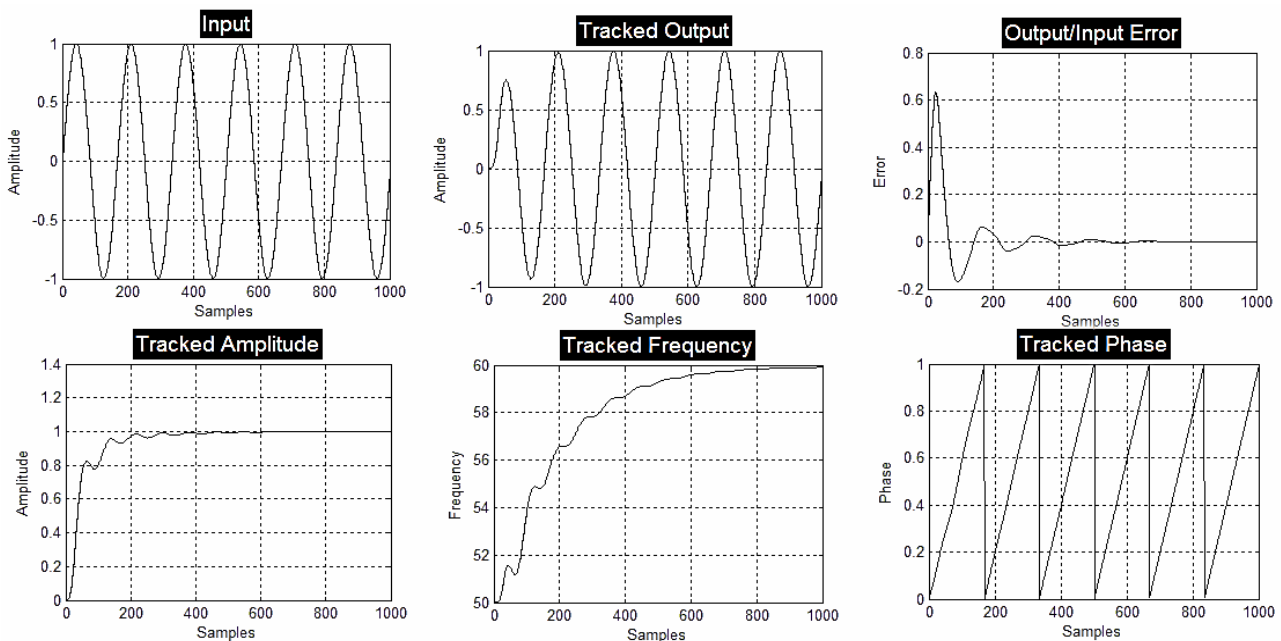 Input
1
0.5
0
-0.5
-1
Amplitude
0 200 400 600 800 1000
Samples
Tracked Output
1
0.5
0
-0.5
-1
Amplitude
0 200 400 600 800 1000
Samples
Output/Input Error
0.8
0.6
0.4
0.2
0
-0.2
Error
0 200 400 600 800 1000
Samples
Tracked Amplitude
1.4
1.2
1
0.8
0.6
0.4
0.2
0
Amplitude
0 200 400 600 800 1000
Samples
Tracked Frequency
60
58
56
54
52
50
Frequency
0 200 400 600 800 1000
Samples
Tracked Phase
1
0.8
0.6
0.4
0.2
0
Phase
0 200 400 600 800 1000
Samples